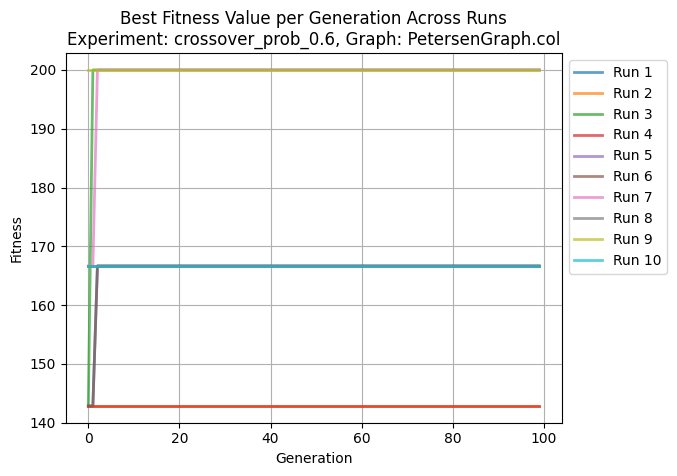 Best Fitness Value per Generation Across Runs
Experiment: crossover_prob_0.6, Graph: PetersenGraph.col
200
190
180
170
160
150
140
Fitness
0
20
40
60
80
100
Generation
Run 1
Run 2
Run 3
Run 4
Run 5
Run 6
Run 7
Run 8
Run 9
Run 10